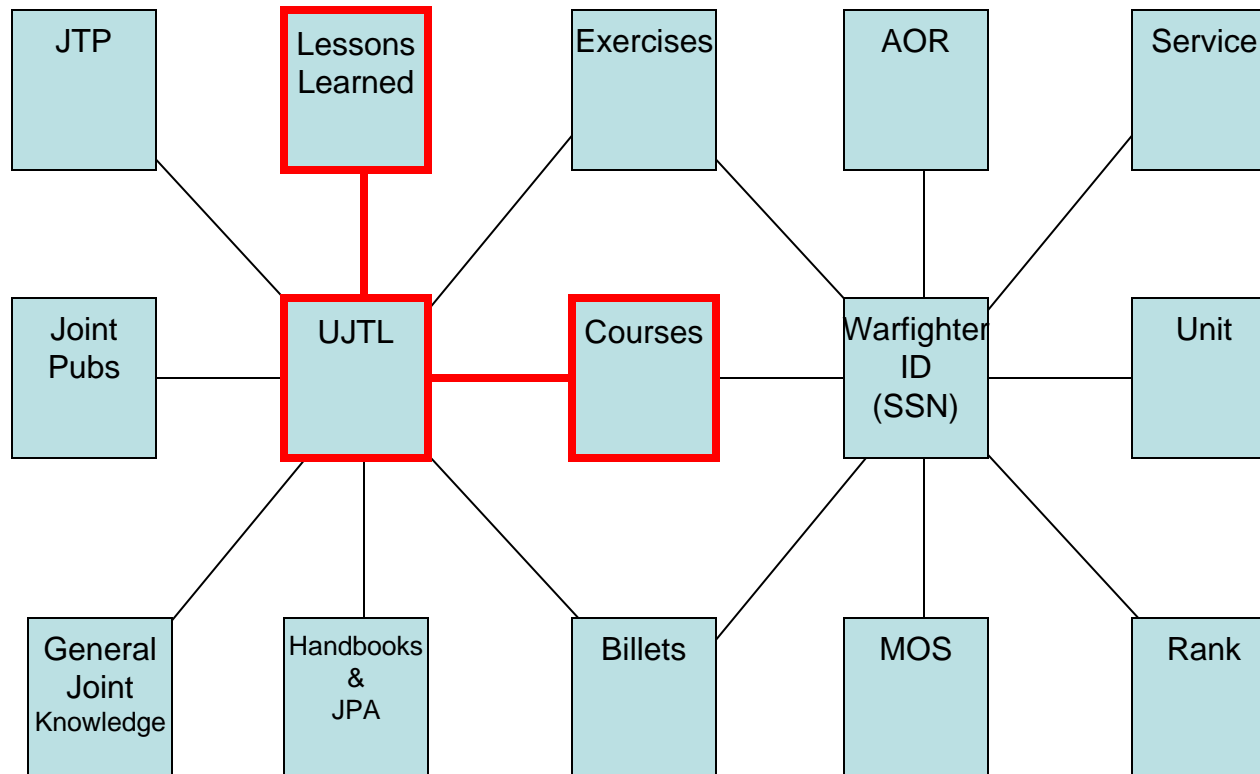 JTP
Lessons
Learned
Exercises
AOR
Service
Joint
Pubs
UJTL
Courses
Warfighter
ID
(SSN)
Unit
General
Joint
Knowledge
Handbooks
&
JPA
Billets
MOS
Rank